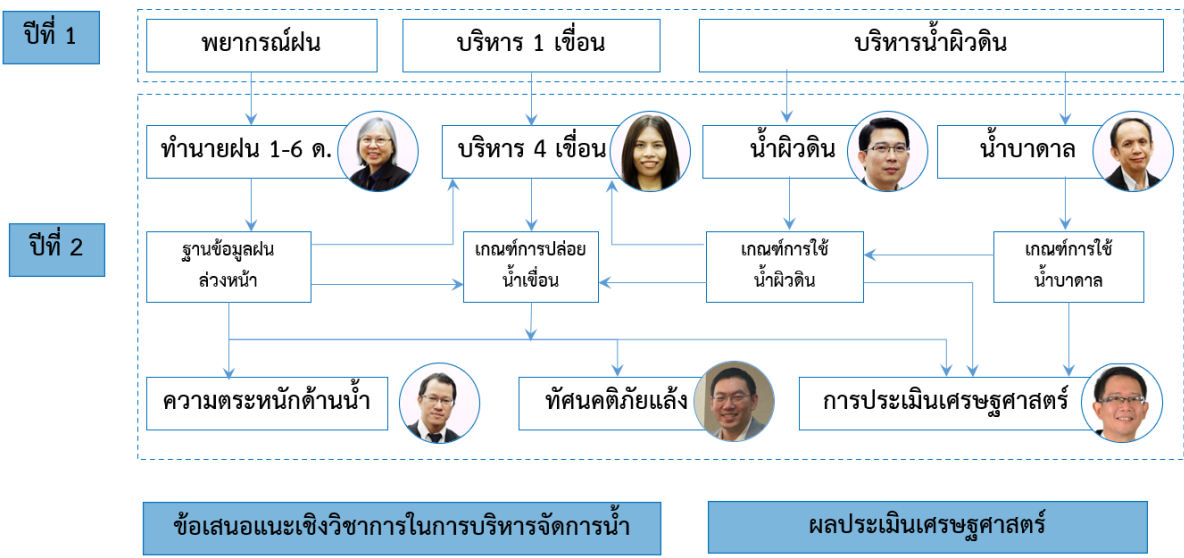 ปีที่ 1
พยากรณ์ฝน
บริหาร 1 เขื่อน
บริหารน้ำผิวดิน
ทำนายฝน 1-6 ด.
บริหาร 4 เขื่อน
น้ำผิวดิน
น้ำบาดาล
ปีที่ 2
ฐานข้อมูลฝน
ล่วงหน้า
เกณฑ์การปล่อย
น้ำเขื่อน
เกณฑ์การใช้
น้ำผิวดิน
เกณฑ์การใช้
น้ำบาดาล
ความตระหนักด้านน้ำ
ทัศนคติภัยแล้ง
การประเมินเศรษฐศาสตร์
ข้อเสนอแนะเชิงวิชาการในการบริหารจัดการน้ำ
ผลประเมินเศรษฐศาสตร์